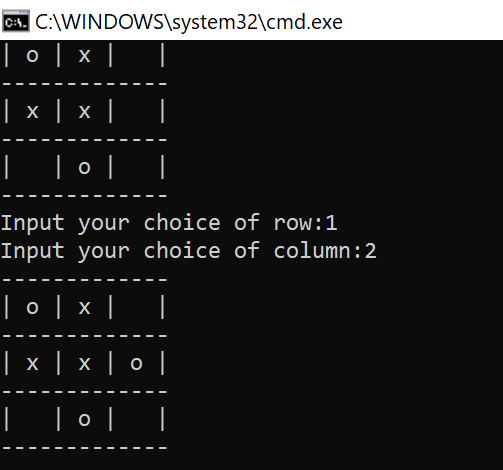 C:\WINDOWS\system32\cmd.exe
| o | x |   |
-------------
| x | x |   |
-------------
|   | o |   |
-------------
Input your choice of row:1
Input your choice of column:2
-------------
| o | x |   |
-------------
| x | x | o |
-------------
|   | o |   |
-------------